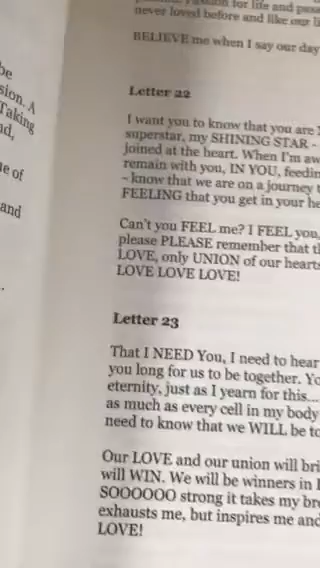 be
sion. A
Taking
e of
and
never loved before and like our
BELIEVE me when I say our day
Letter 22
I want you to know that you are
superstar, my SHINING STAR -
joined at the heart. When I'm aw
remain with you, IN YOU, feedin
- know that we are on a journey t
FEELING that you get in your he
Can't you FEEL me? I FEEL you,
please PLEASE remember that th
LOVE, only UNION of our hearts
LOVE LOVE LOVE!
Letter 23
That I NEED You, I need to hear
you long for us to be together. Yo
eternity, just as I yearn for this...
as much as every cell in my body
need to know that we WILL be to
Our LOVE and our union will bri
will WIN. We will be winners in
SOOOOOO strong it takes my bre
exhausts me, but inspires me and
LOVE!